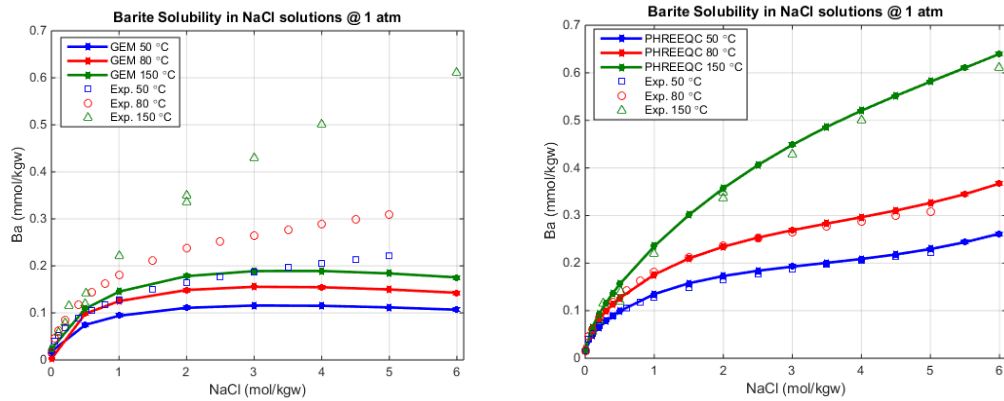 Barite Solubility in NaCl solutions @ 1 atm
0.7
0.6
0.5
0.4
0.3
0.2
0.1
0
Ba (mmol/kgw)
GEM 50 °C
GEM 80 °C
GEM 150 °C
Exp. 50 °C
Exp. 80 °C
Exp. 150 °C
0 1 2 3 4 5 6
NaCl (mol/kgw)
Barite Solubility in NaCl solutions @ 1 atm
0.7
0.6
0.5
0.4
0.3
0.2
0.1
0
Ba (mmol/kgw)
PHREEQC 50 °C
PHREEQC 80 °C
PHREEQC 150 °C
Exp. 50 °C
Exp. 80 °C
Exp. 150 °C
0 1 2 3 4 5 6
NaCl (mol/kgw)